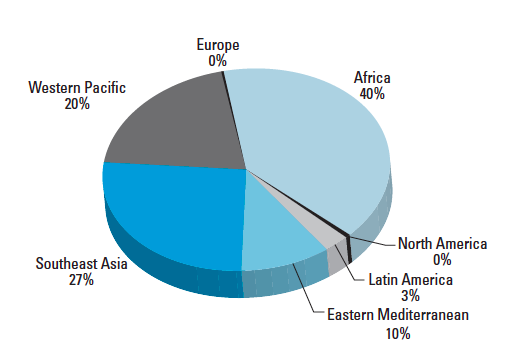 Europe
0%
Africa
40%
Western Pacific
20%
North America
0%
Southeast Asia
27%
Latin America
3%
Eastern Mediterranean
10%